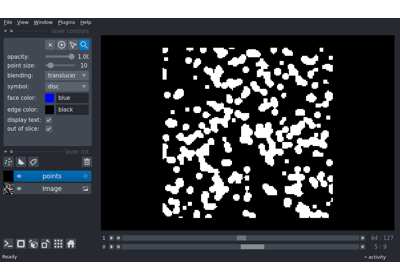 File View Window Plugins Help
layer controls
opacity: 1.00
point size: 10
blending: translucer
symbol: disc
face color: blue
edge color: black
display text:
out of slice:
layer list
points
Image
1 64 127
0 5 9
Ready activity